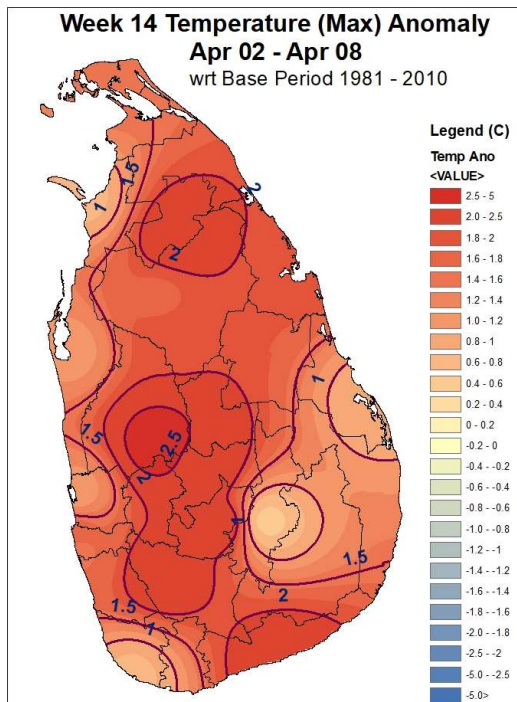 Week 14 Temperature (Max) Anomaly
Apr 02 - Apr 08
wrt Base Period 1981 - 2010
Legend (C)
Temp Ano
<VALUE>
2.5 - 5
2.0 - 2.5
1.8 - 2
1.6 - 1.8
1.4 - 1.6
1.2 - 1.4
1.0 - 1.2
0.8 - 1
0.6 - 0.8
0.4 - 0.6
0.2 - 0.4
0 - 0.2
-0.2 - 0
-0.4 - -0.2
-0.6 - -0.4
-0.8 - -0.6
-1.0 - -0.8
-1.2 - -1
-1.4 - -1.2
-1.6 - -1.4
-1.8 - -1.6
-2.0 - -1.8
-2.5 - -2
-5.0 - -2.5
-5.0>
1.5
1
2
2
1
1.5
2.5
2
1
1.5
2
1.5
1